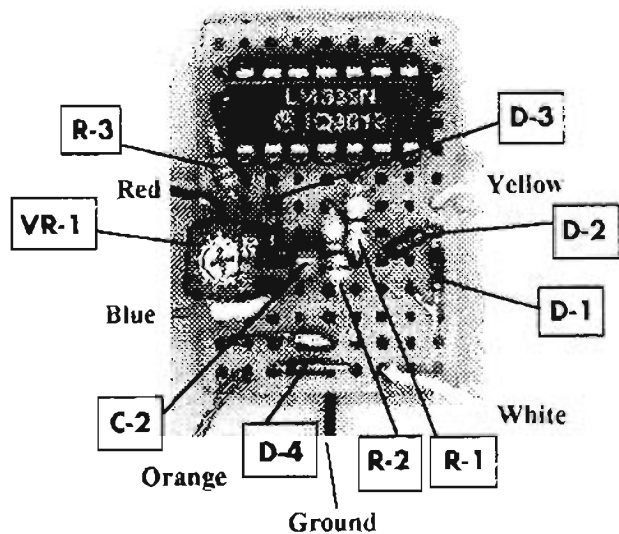 LM339N
R-3
D-3
Red
Yellow
VR-1
D-2
D-1
Blue
C-2
D-4
White
R-2
R-1
Orange
Ground